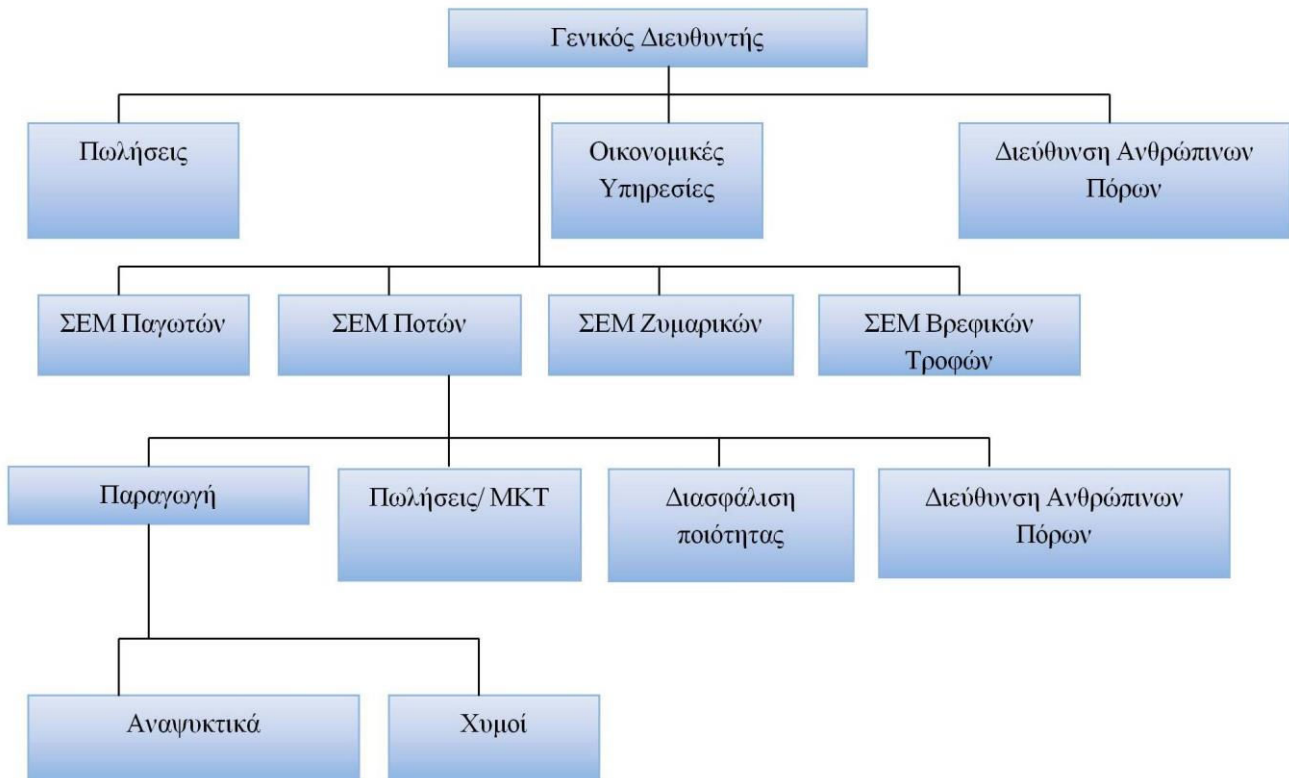 Γενικός Διευθυντής
Πωλήσεις
Οικονομικές
Υπηρεσίες
Διεύθυνση Ανθρώπινων
Πόρων
ΣΕΜ Παγωτών
ΣΕΜ Ποτών
ΣΕΜ Ζυμαρικών
ΣΕΜ Βρεφικών
Τροφών
Παραγωγή
Πωλήσεις/ ΜΚΤ
Διασφάλιση
ποιότητας
Διεύθυνση Ανθρώπινων
Πόρων
Αναψυκτικά
Χυμοί